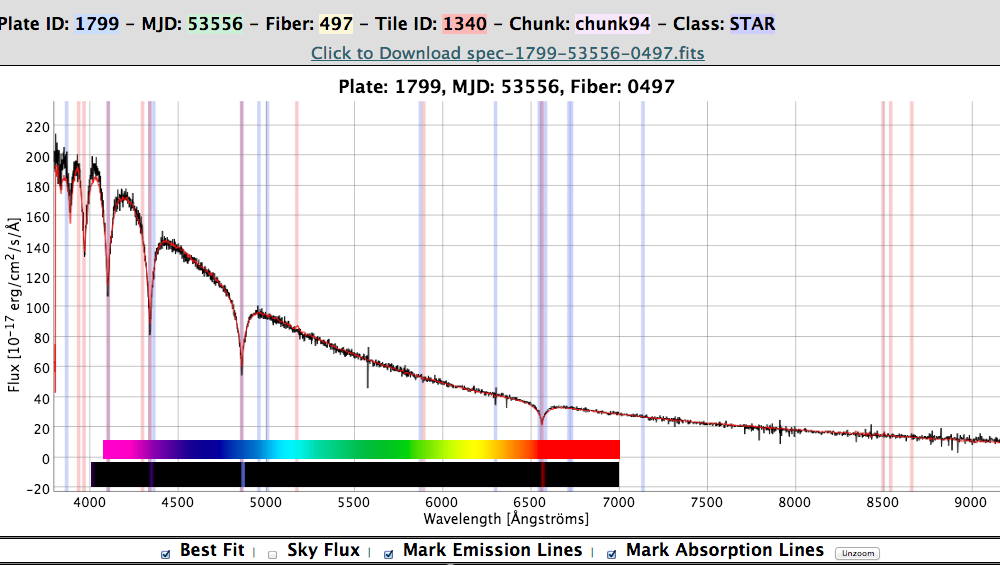 Plate ID: 1799 – MJD: 53556 – Fiber: 497 – Tile ID: 1340 – Chunk: chunk94 – Class: STAR
Click to Download spec-1799-53556-0497.fits
Plate: 1799, MJD: 53556, Fiber: 0497
Flux [10⁻¹⁷ erg/cm²/s/Å]
220
200
180
160
140
120
100
80
60
40
20
0
−20
4000 4500 5000 5500 6000 6500 7000 7500 8000 8500 9000
Wavelength [Ångströms]
Best Fit | Sky Flux | Mark Emission Lines | Mark Absorption Lines Unzoom